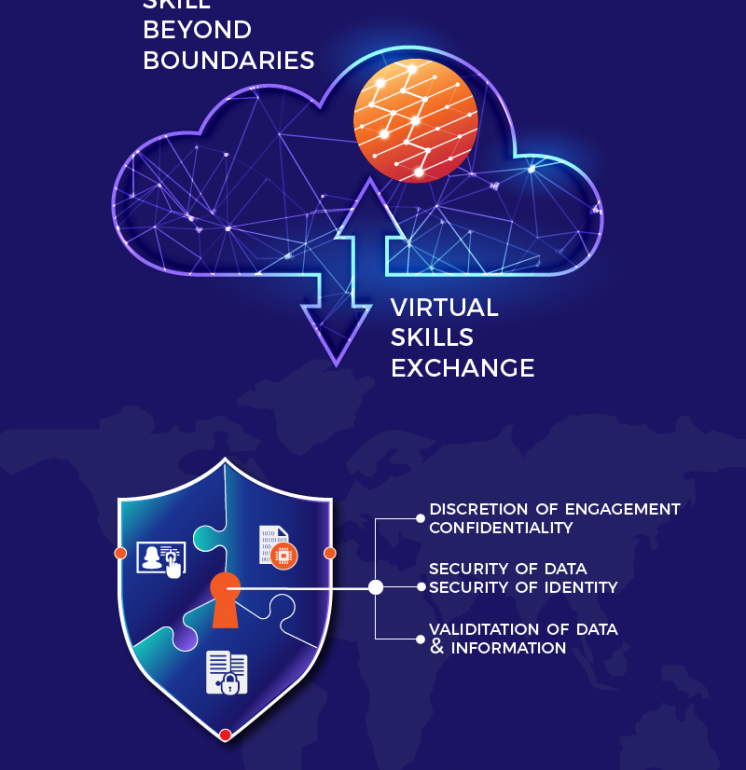 SKILL
BEYOND
BOUNDARIES
VIRTUAL
SKILLS
EXCHANGE
DISCRETION OF ENGAGEMENT
CONFIDENTIALITY
SECURITY OF DATA
SECURITY OF IDENTITY
VALIDITATION OF DATA
& INFORMATION